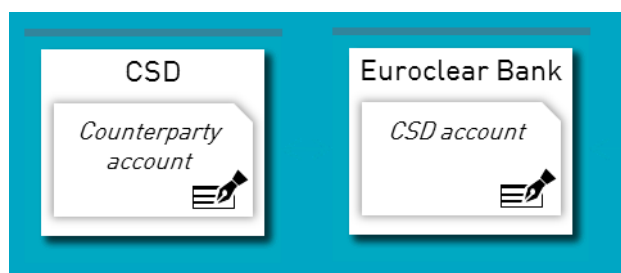 CSD
Counterparty
account
Euroclear Bank
CSD account